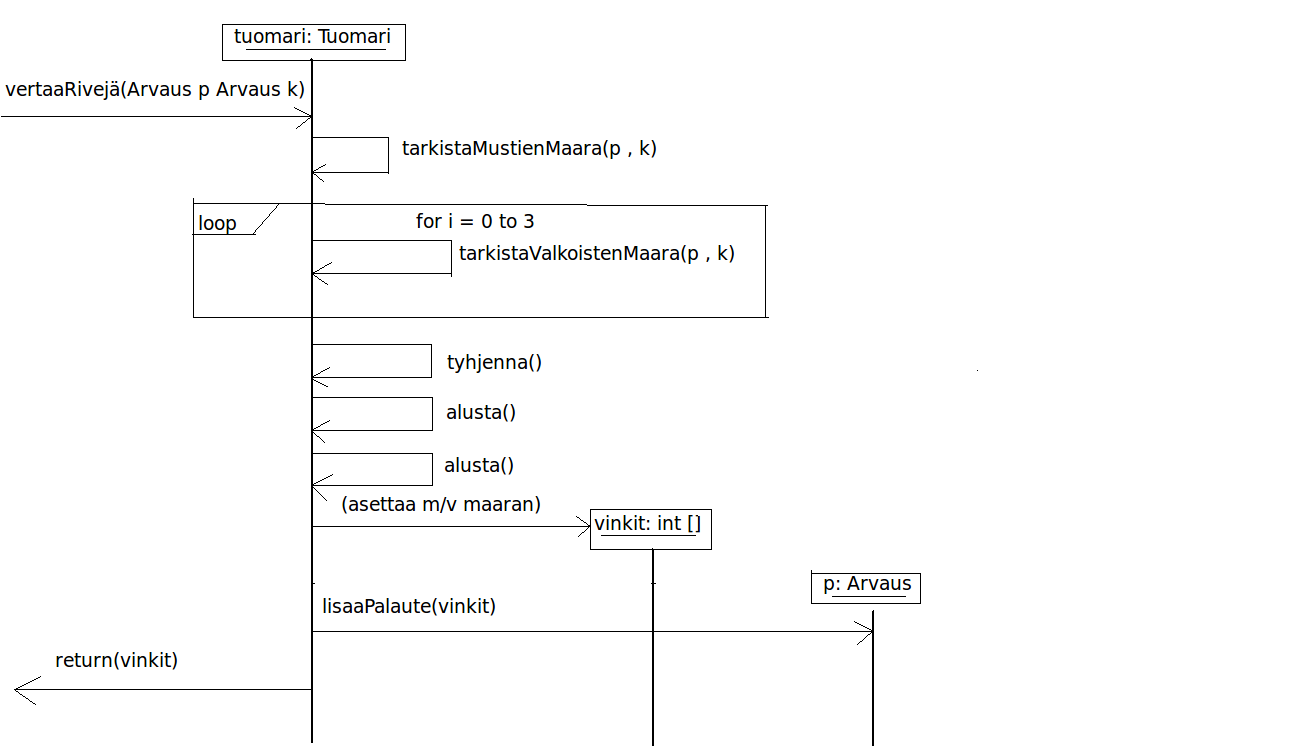 tuomari: Tuomari
vertaaRivejä(Arvaus p Arvaus k)
tarkistaMustienMaara(p , k)
loop
for i = 0 to 3
tarkistaValkoistenMaara(p , k)
tyhjenna()
alusta()
alusta()
(asettaa m/v maaran)
vinkit: int []
p: Arvaus
lisaaPalaute(vinkit)
return(vinkit)